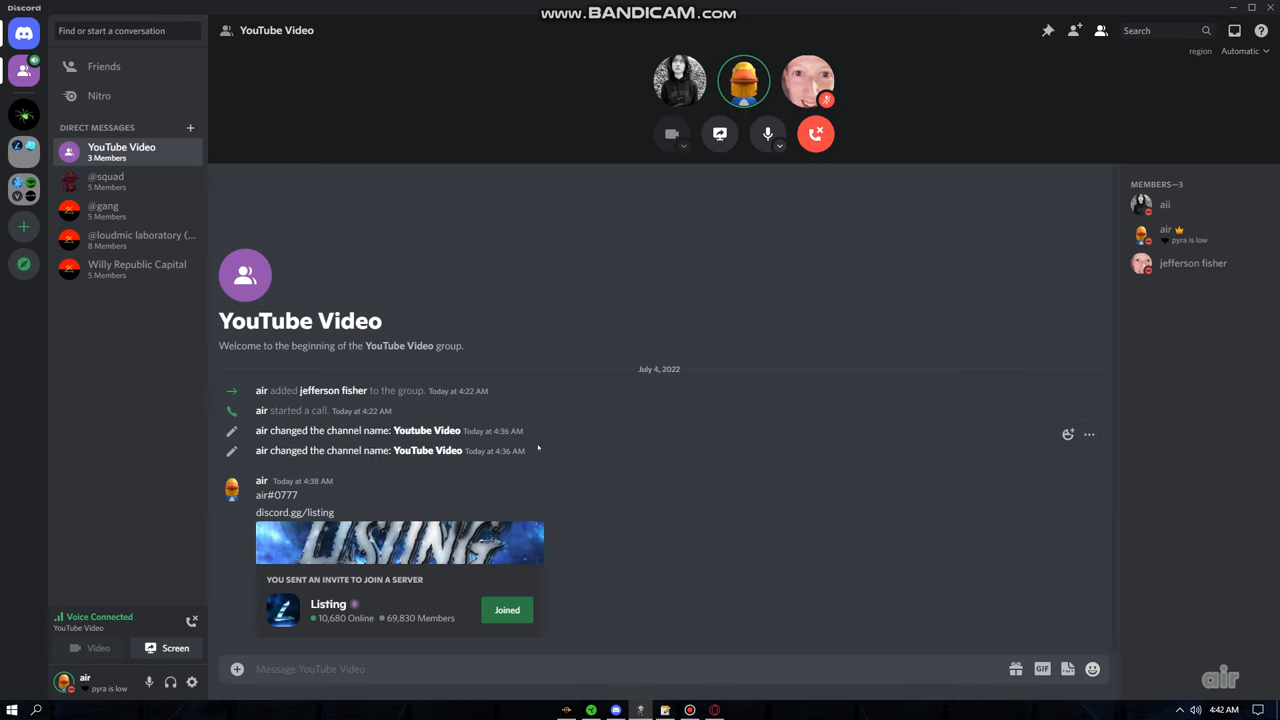 Discord
www.BANDICAM.com
Find or start a conversation
YouTube Video
Search
region
Automatic
Friends
Nitro
DIRECT MESSAGES
YouTube Video
3 Members
@squad
5 Members
@gang
5 Members
@loudmic laboratory (...
8 Members
Willy Republic Capital
5 Members
MEMBERS—3
aii
air
pyra is low
jefferson fisher
YouTube Video
Welcome to the beginning of the YouTube Video group.
July 4, 2022
air added jefferson fisher to the group. Today at 4:22 AM
air started a call. Today at 4:22 AM
air changed the channel name: Youtube Video Today at 4:36 AM
air changed the channel name: YouTube Video Today at 4:36 AM
air Today at 4:38 AM
air#0777
discord.gg/listing
LISTING
YOU SENT AN INVITE TO JOIN A SERVER
Listing
10,680 Online 69,830 Members
Joined
Voice Connected
YouTube Video
Video
Screen
air
pyra is low
Message YouTube Video
GIF
air
4:42 AM